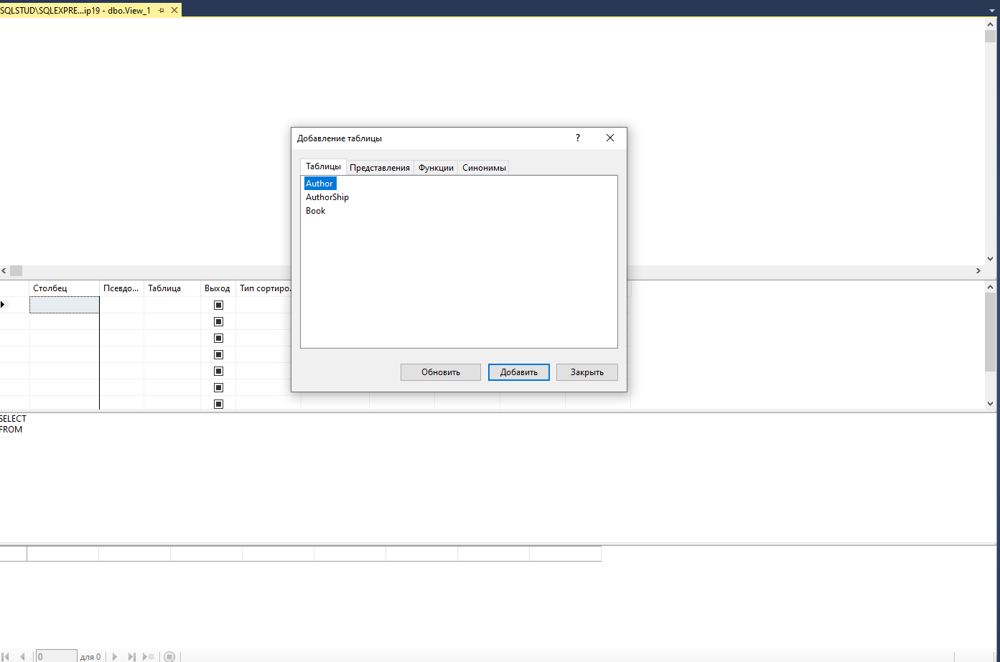 SQLSTUD\SQLEXPRE...ip19 - dbo.View_1
Добавление таблицы
?
Таблицы Представления Функции Синонимы
Author
AuthorShip
Book
Столбец Псевдо... Таблица Выход Тип сортиро.
Обновить Добавить Закрыть
SELECT
FROM
0 для 0